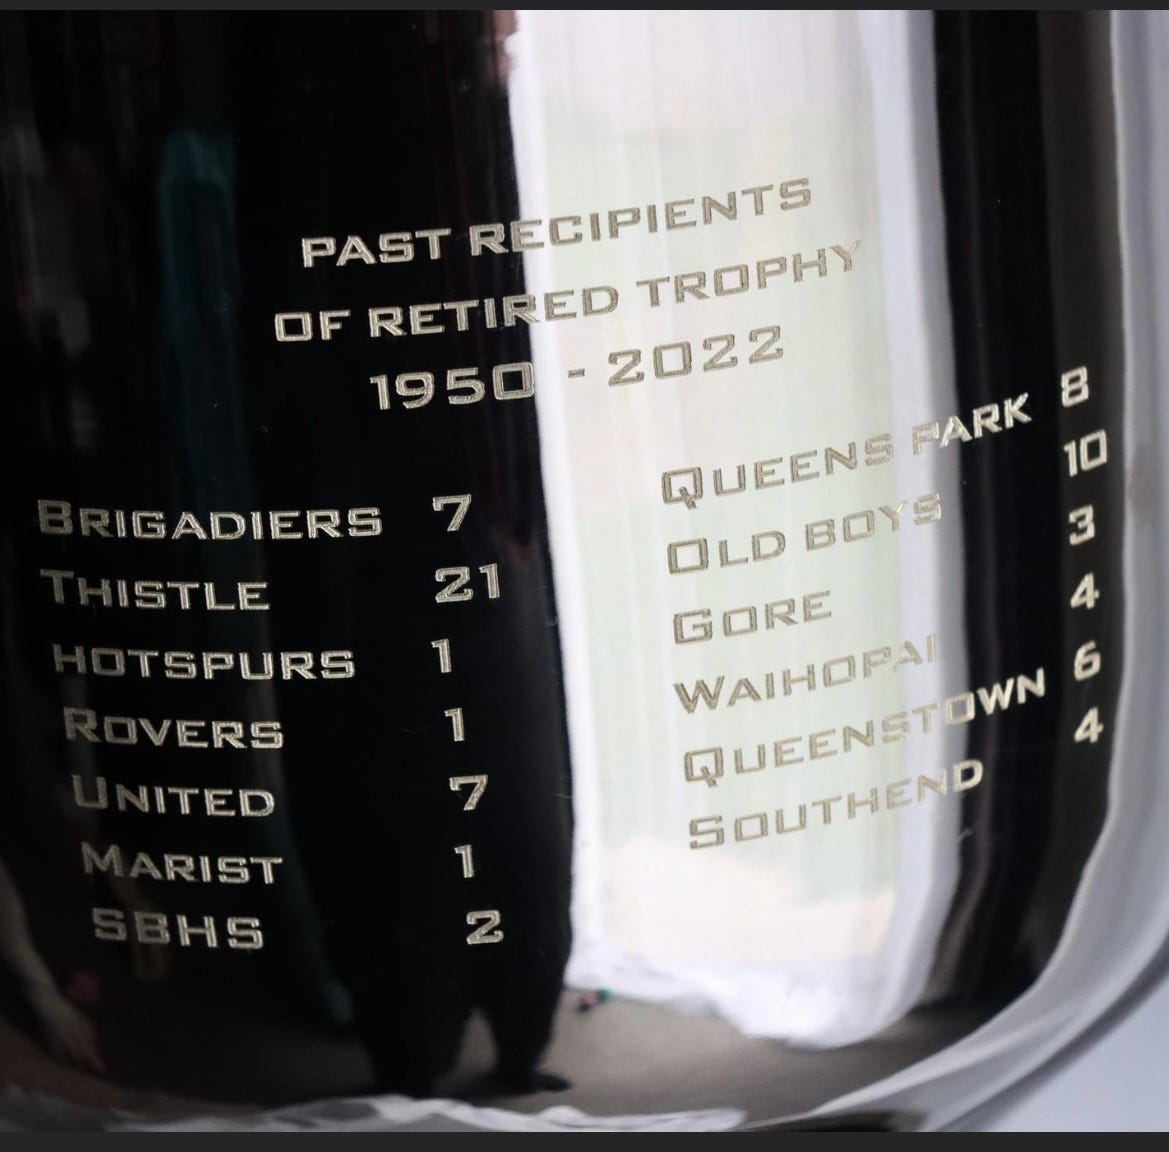 PAST RECIPIENTS
OF RETIRED TROPHY
1950 - 2022
BRIGADIERS 7
THISTLE 21
HOTSPURS 1
ROVERS 1
UNITED 7
MARIST 1
SBHS 2
QUEENS PARK 8
OLD BOYS 10
GORE 3
WAIHOPAI 4
QUEENSTOWN 6
SOUTHEND 4